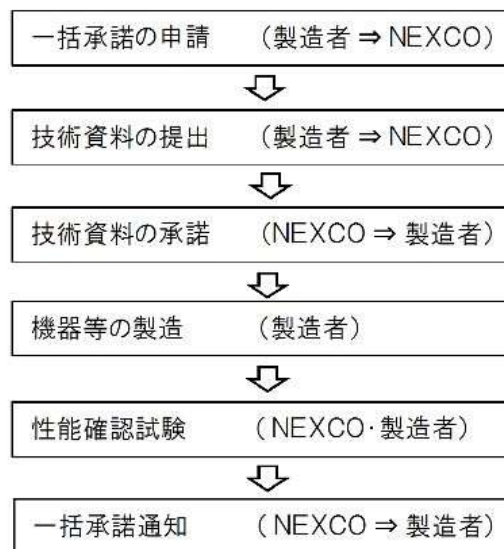 一括承諾の申請 (製造者 ⇒ NEXCO)
技術資料の提出 (製造者 ⇒ NEXCO)
技術資料の承諾 (NEXCO ⇒ 製造者)
機器等の製造 (製造者)
性能確認試験 (NEXCO・製造者)
一括承諾通知 (NEXCO ⇒ 製造者)